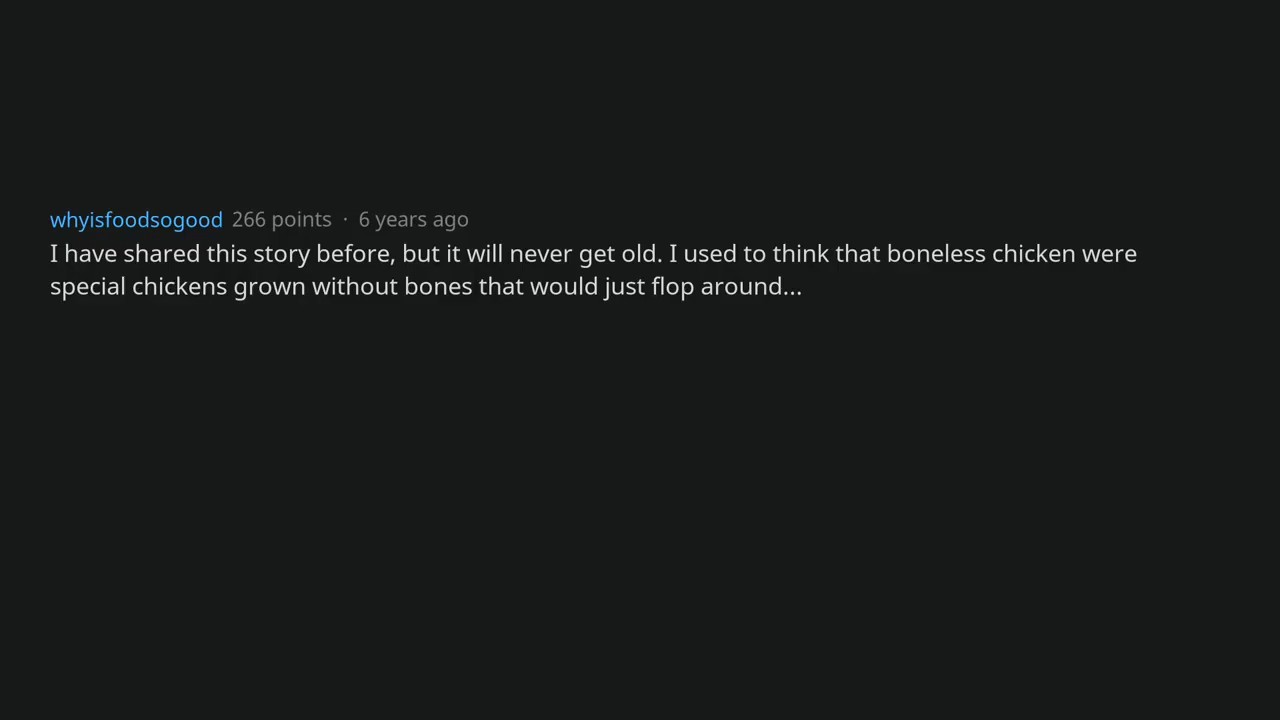 whyisfoodsogood 266 points · 6 years ago
I have shared this story before, but it will never get old. I used to think that boneless chicken were
special chickens grown without bones that would just flop around...